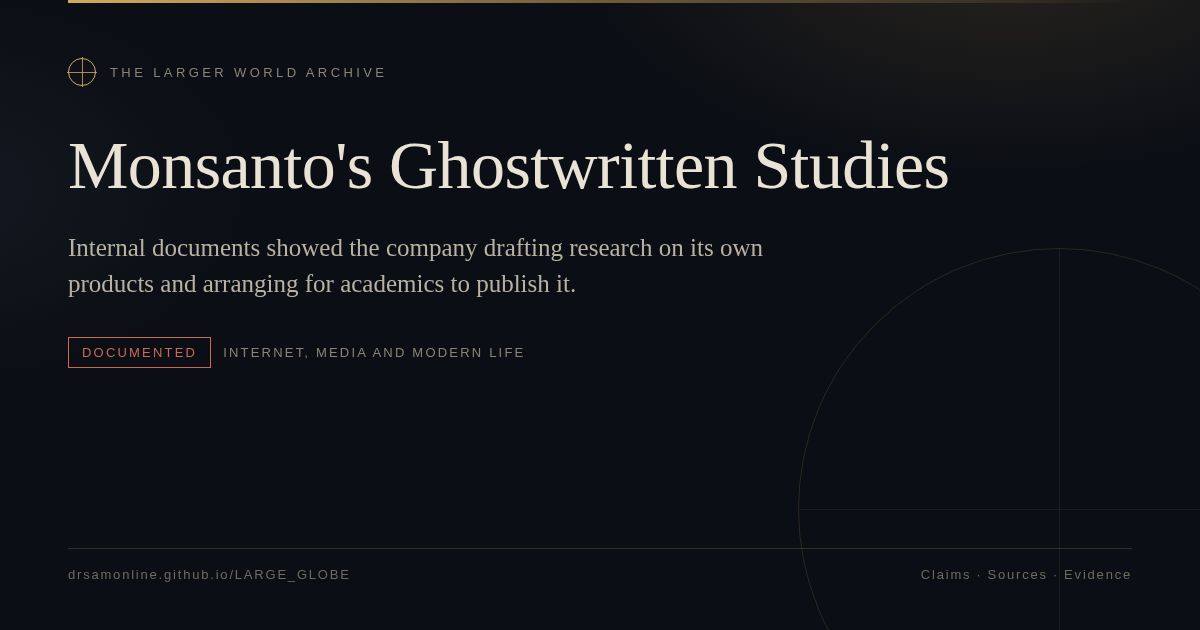 THE LARGER WORLD ARCHIVE
Monsanto's Ghostwritten Studies
Internal documents showed the company drafting research on its own
products and arranging for academics to publish it.
DOCUMENTED
INTERNET, MEDIA AND MODERN LIFE
drsamonline.github.io/LARGE_GLOBE
Claims · Sources · Evidence